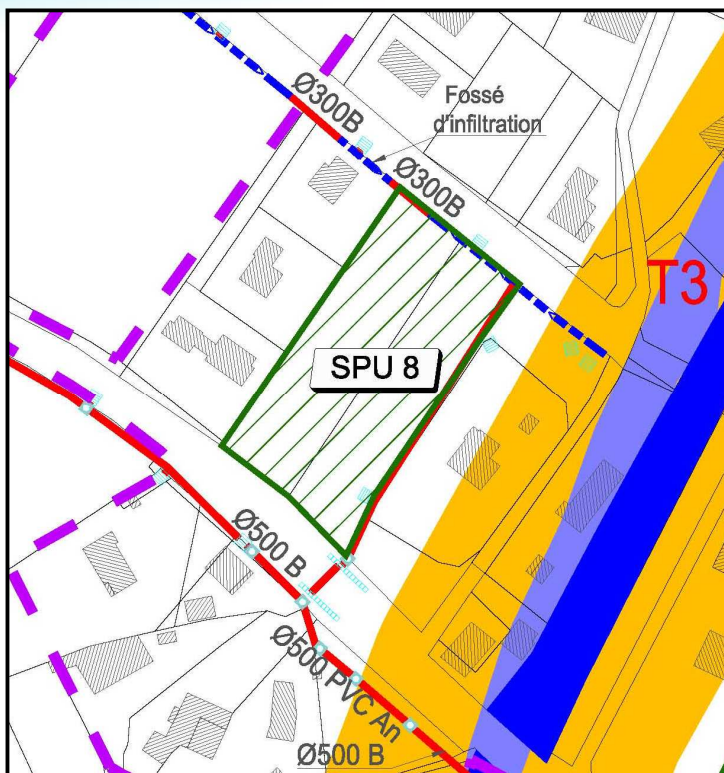 Ø300B
Fossé
d'infiltration
Ø300B
T3
SPU 8
Ø500 B
Ø500 PVC An
Ø500 B